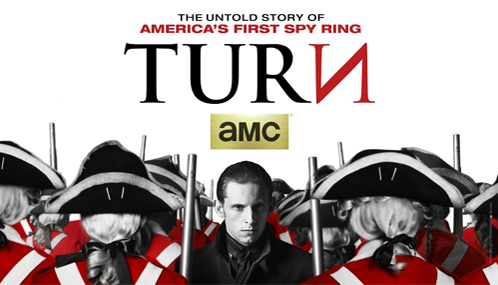 THE UNTOLD STORY OF
AMERICA'S FIRST SPY RING
TURN
aMC